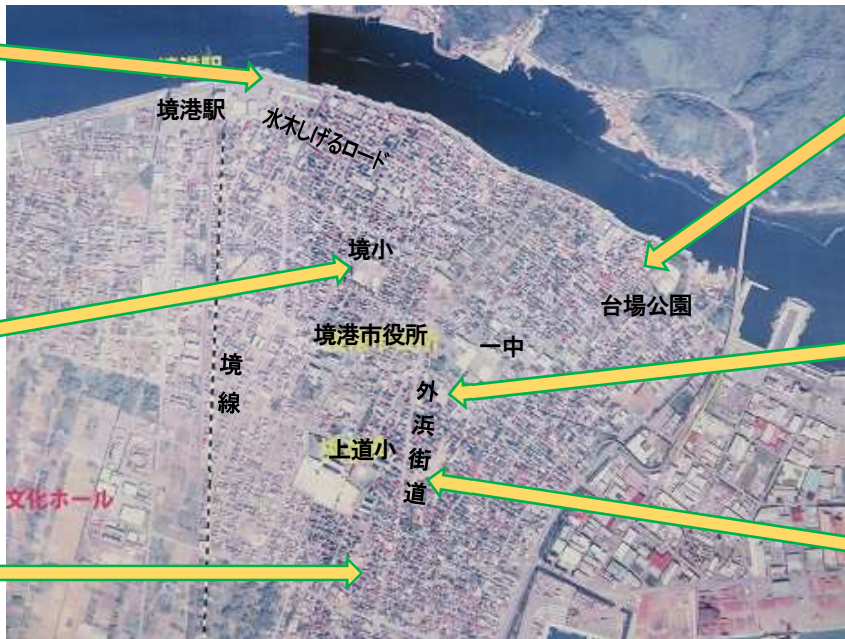 境港駅
水木しげるロード
境小
台場公園
境港市役所
一中
境線
外浜街道
上道小
文化ホール